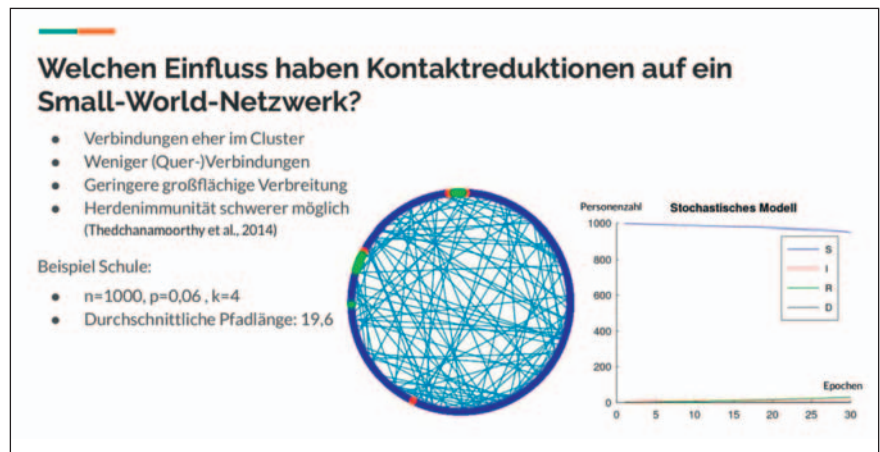 Welchen Einfluss haben Kontaktreduktionen auf ein
Small-World-Netzwerk?
● Verbindungen eher im Cluster
● Weniger (Quer-)Verbindungen
● Geringere großflächige Verbreitung
● Herdenimmunität schwerer möglich
(Thedchanamoorthy et al., 2014)
Beispiel Schule:
● n=1000, p=0,06 , k=4
● Durchschnittliche Pfadlänge: 19,6
Personenzahl
Stochastisches Modell
1000
800
600
400
200
0
S
I
R
D
Epochen
0 5 10 15 20 25 30